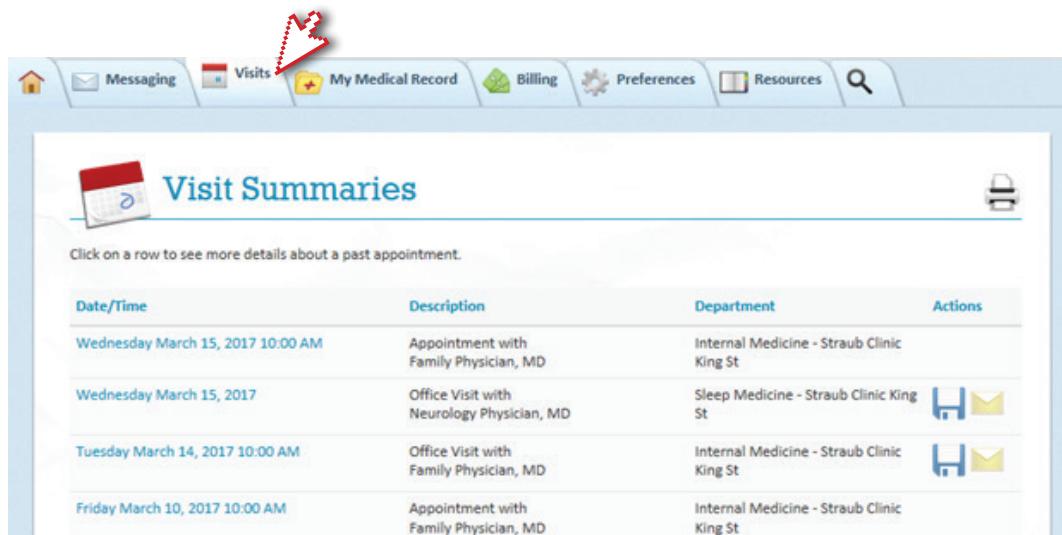 Messaging
Visits
My Medical Record
Billing
Preferences
Resources
Visit Summaries
Click on a row to see more details about a past appointment.
Date/Time Description Department Actions
Wednesday March 15, 2017 10:00 AM Appointment with Internal Medicine - Straub Clinic
Family Physician, MD King St
Wednesday March 15, 2017 Office Visit with Sleep Medicine - Straub Clinic King
Neurology Physician, MD St
Tuesday March 14, 2017 10:00 AM Office Visit with Internal Medicine - Straub Clinic
Family Physician, MD King St
Friday March 10, 2017 10:00 AM Appointment with Internal Medicine - Straub Clinic
Family Physician, MD King St